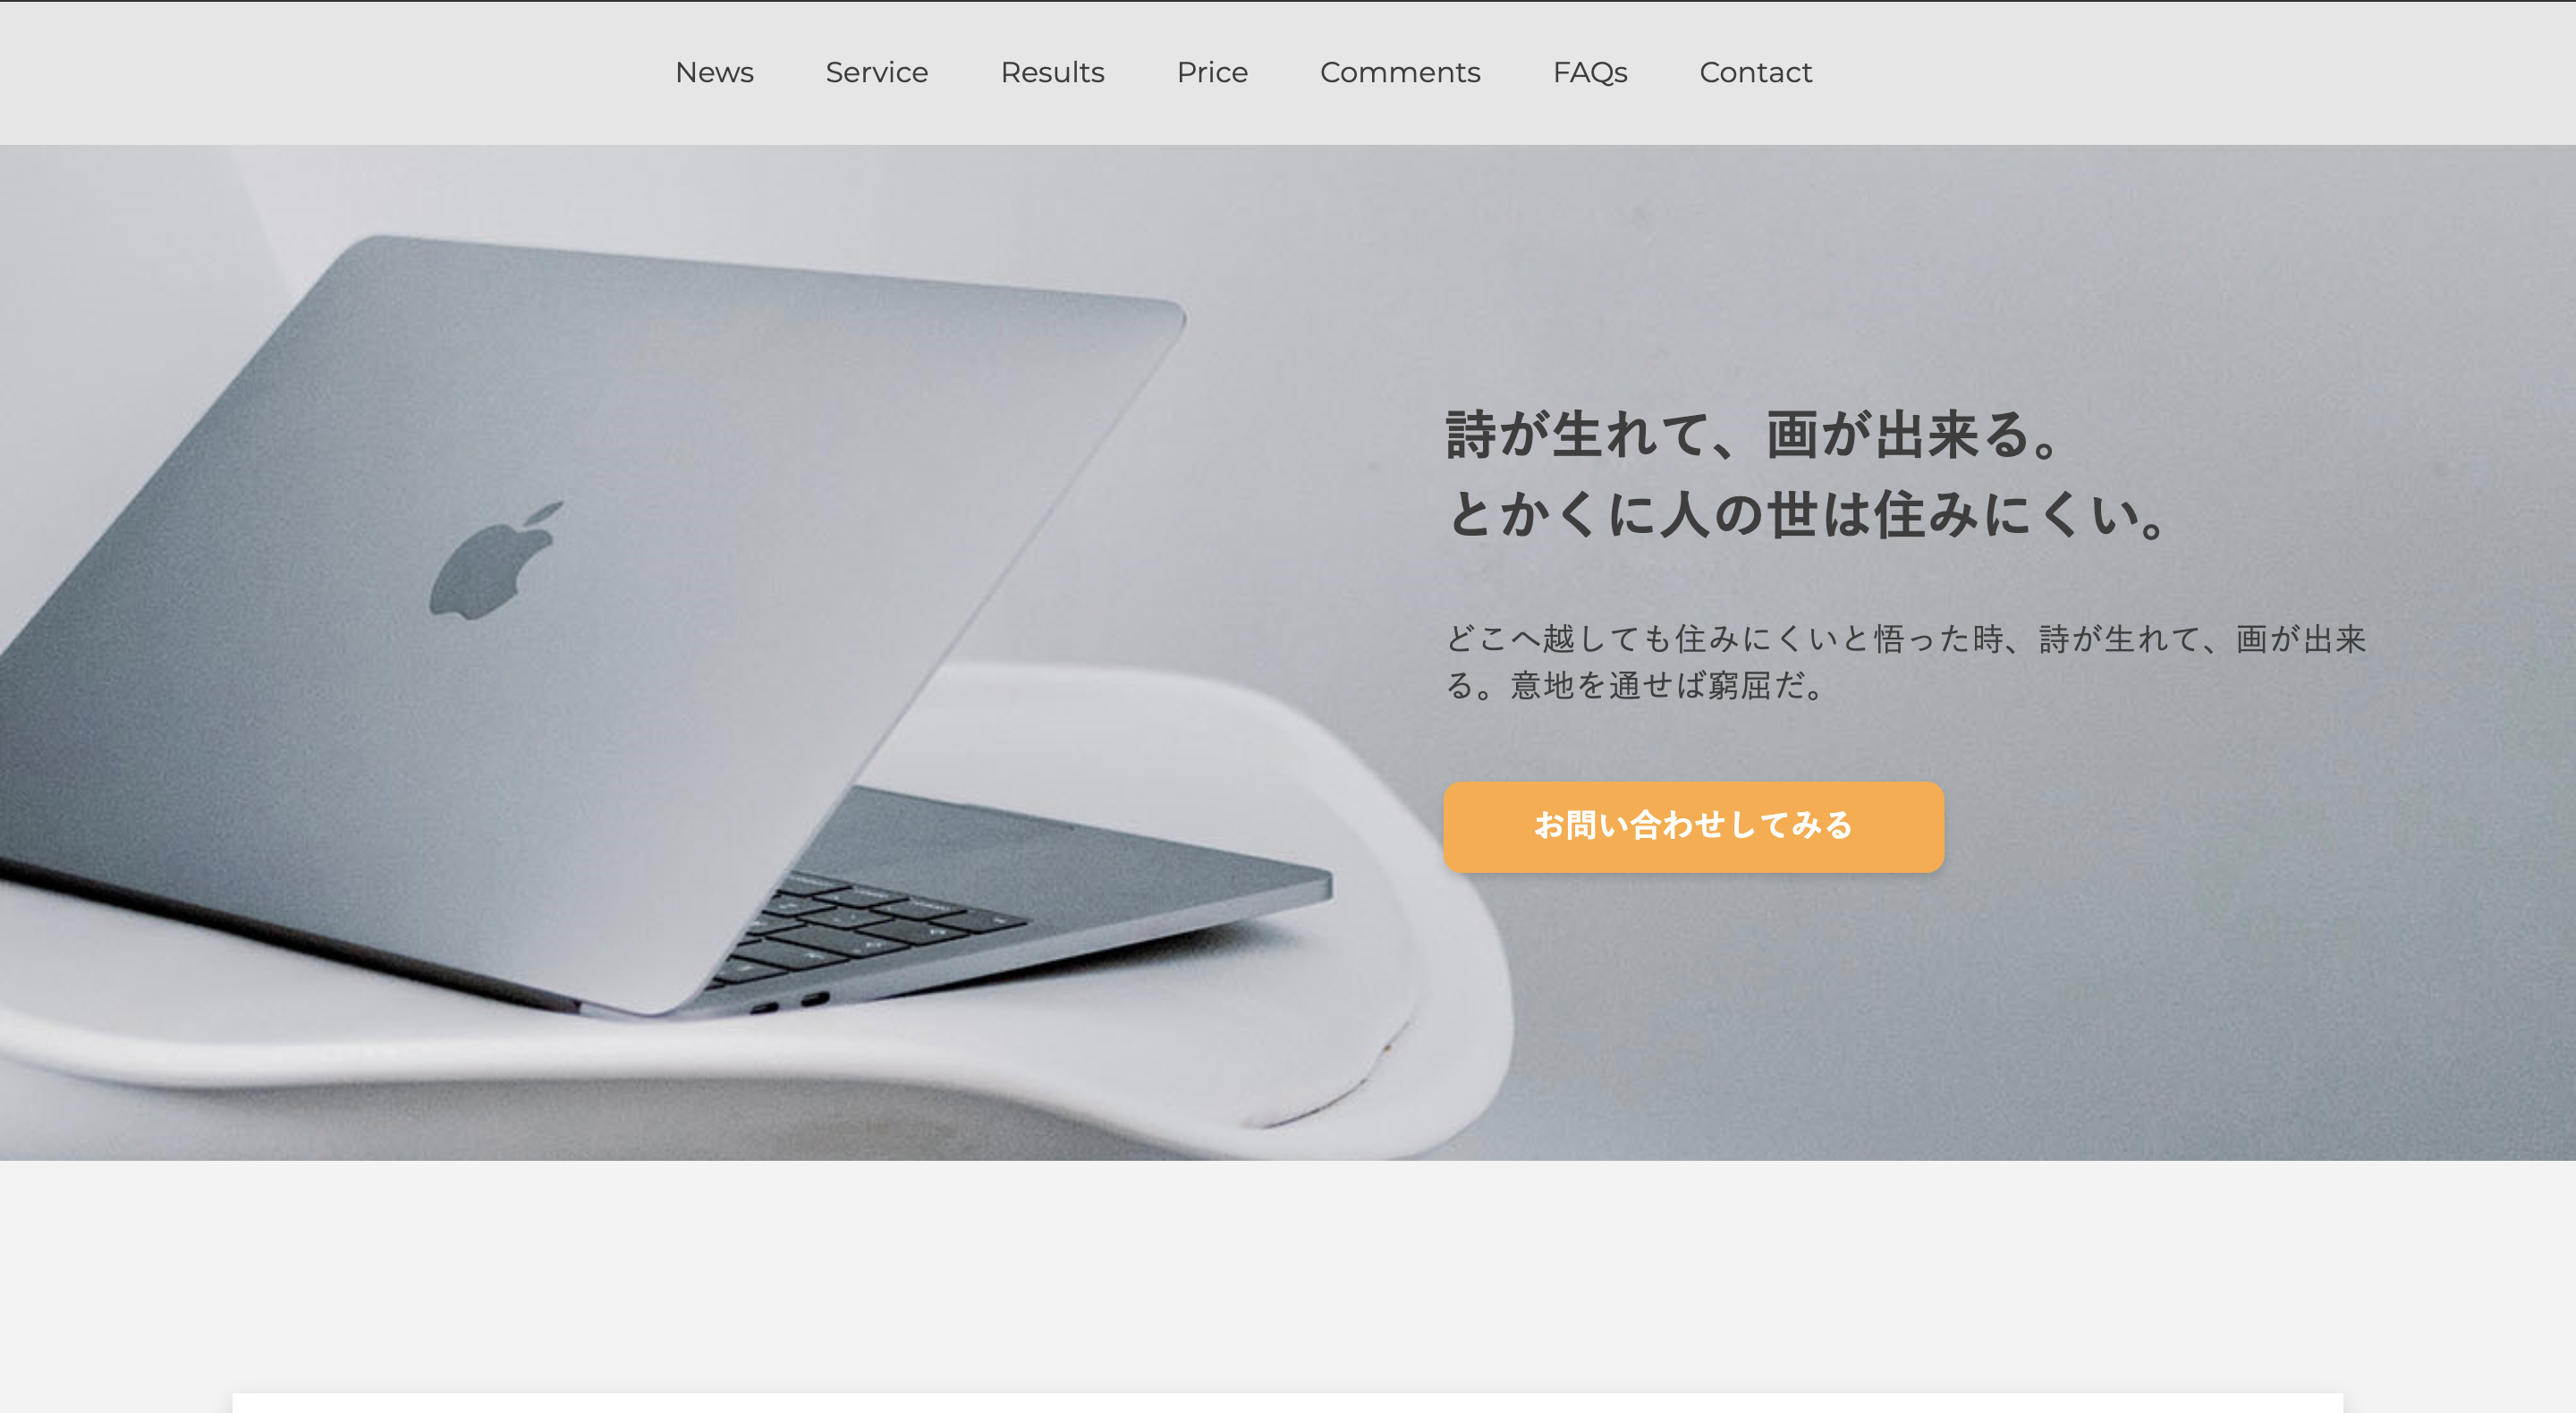 News Service Results Price Comments FAQs Contact
詩が生れて、画が出来る。
とかくに人の世は住みにくい。
どこへ越しても住みにくいと悟った時、詩が生れて、画が出来
る。意地を通せば窮屈だ。
お問い合わせしてみる